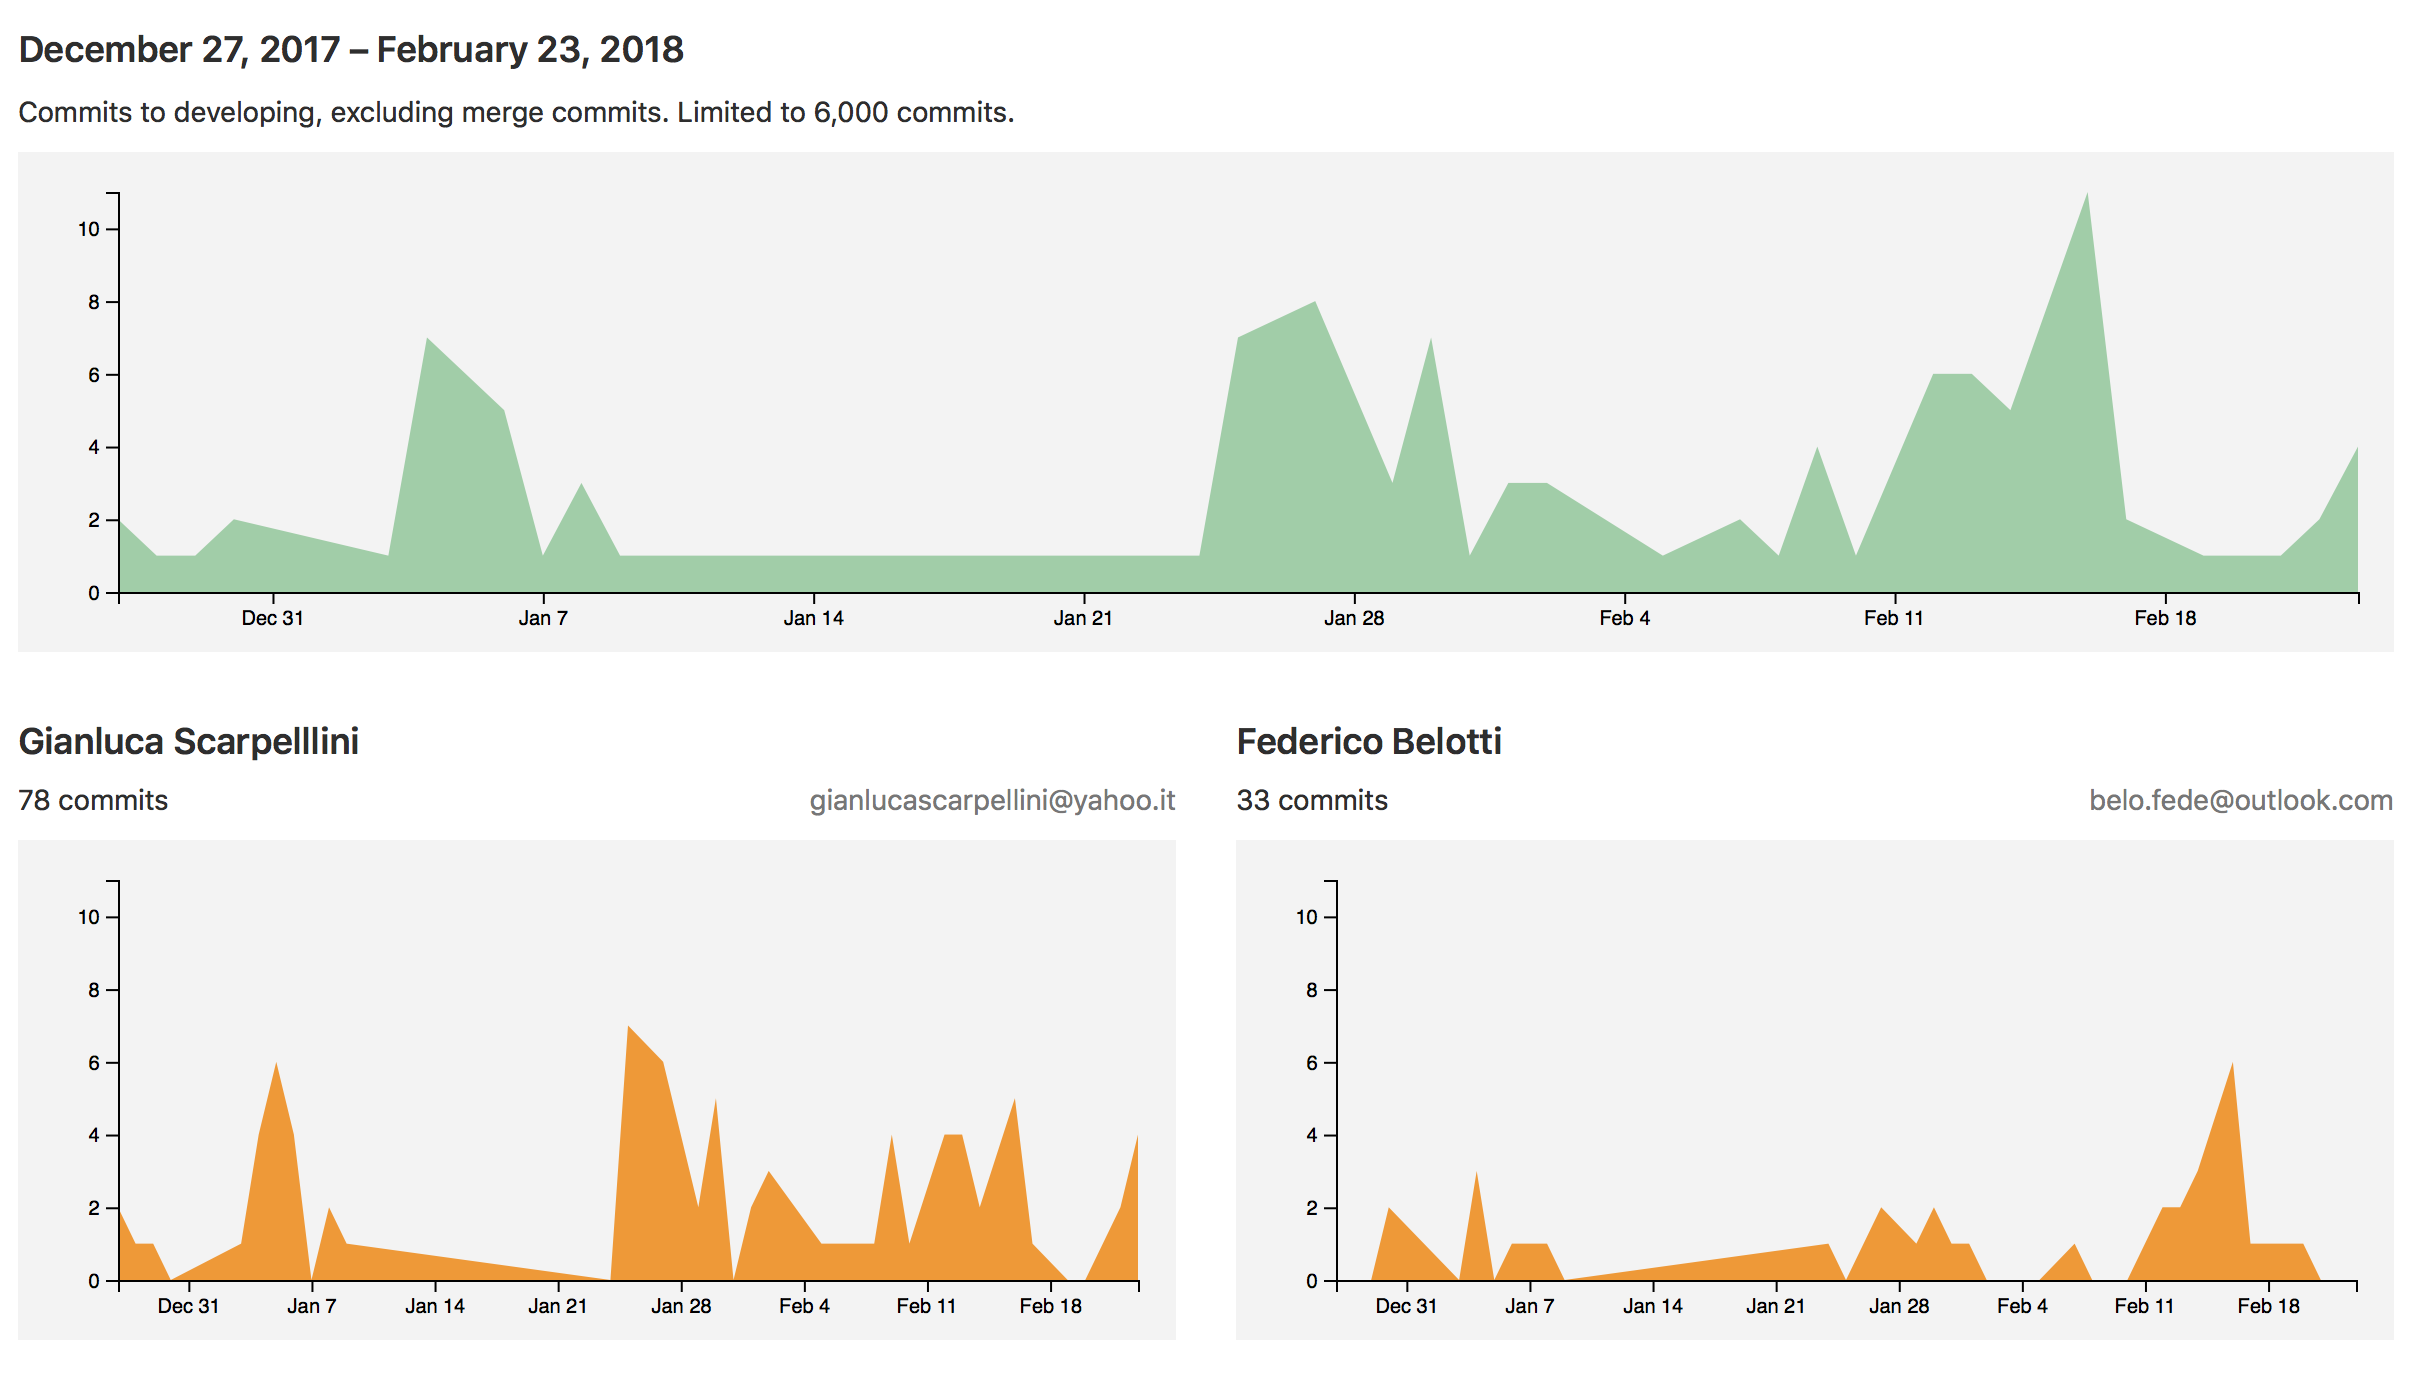 December 27, 2017 – February 23, 2018
Commits to developing, excluding merge commits. Limited to 6,000 commits.
10
8
6
4
2
0
Dec 31 Jan 7 Jan 14 Jan 21 Jan 28 Feb 4 Feb 11 Feb 18
Gianluca Scarpelllini
78 commits gianlucascarpellini@yahoo.it
10
8
6
4
2
0
Dec 31 Jan 7 Jan 14 Jan 21 Jan 28 Feb 4 Feb 11 Feb 18
Federico Belotti
33 commits belo.fede@outlook.com
10
8
6
4
2
0
Dec 31 Jan 7 Jan 14 Jan 21 Jan 28 Feb 4 Feb 11 Feb 18